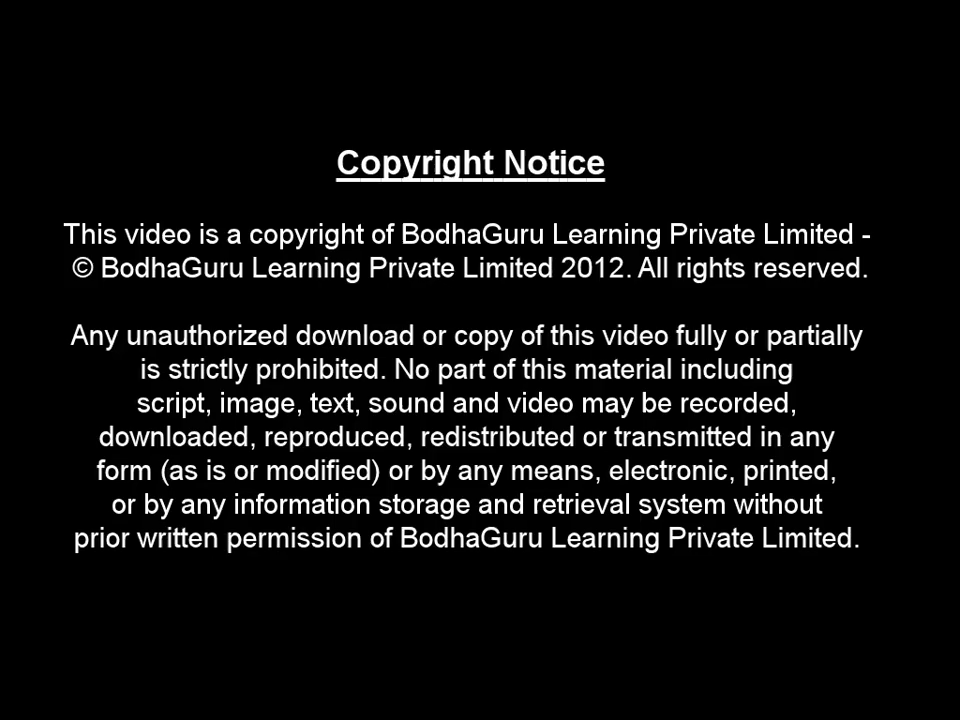 Copyright Notice
This video is a copyright of BodhaGuru Learning Private Limited -
© BodhaGuru Learning Private Limited 2012. All rights reserved.
Any unauthorized download or copy of this video fully or partially
is strictly prohibited. No part of this material including
script, image, text, sound and video may be recorded,
downloaded, reproduced, redistributed or transmitted in any
form (as is or modified) or by any means, electronic, printed,
or by any information storage and retrieval system without
prior written permission of BodhaGuru Learning Private Limited.